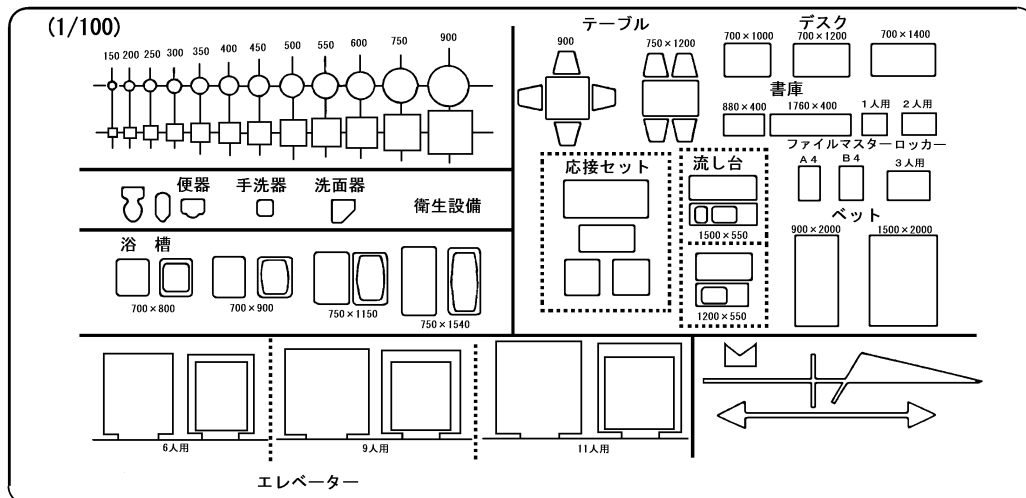 (1/100)
150 200 250 300 350 400 450 500 550 600 750 900
便器 手洗器 洗面器 衛生設備
浴 槽
700×800 700×900 750×1150 750×1540
テーブル
900 750×1200
デスク
700×1000 700×1200 700×1400
書庫
880×400 1760×400 1人用 2人用
ファイルマスター ロッカー
A4 B4 3人用
応接セット
流し台
1500×550
1200×550
ベット
900×2000 1500×2000
6人用 9人用 11人用
エレベーター